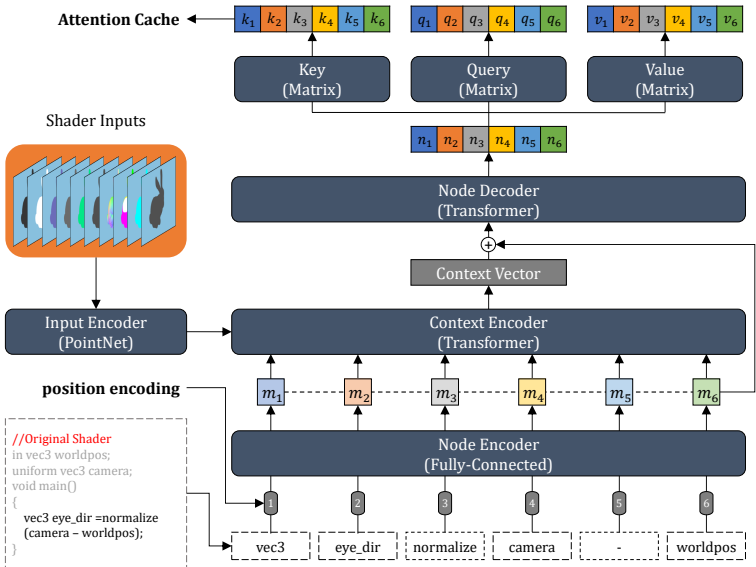 Attention Cache
k1 k2 k3 k4 k5 k6
q1 q2 q3 q4 q5 q6
v1 v2 v3 v4 v5 v6
Key
(Matrix)
Query
(Matrix)
Value
(Matrix)
Shader Inputs
n1 n2 n3 n4 n5 n6
Node Decoder
(Transformer)
+
Context Vector
Input Encoder
(PointNet)
Context Encoder
(Transformer)
position encoding
m1 m2 m3 m4 m5 m6
Node Encoder
(Fully-Connected)
//Original Shader
in vec3 worldpos;
uniform vec3 camera;
void main()
{
vec3 eye_dir =normalize
(camera – worldpos);
}
1 2 3 4 5 6
vec3 eye_dir normalize camera - worldpos